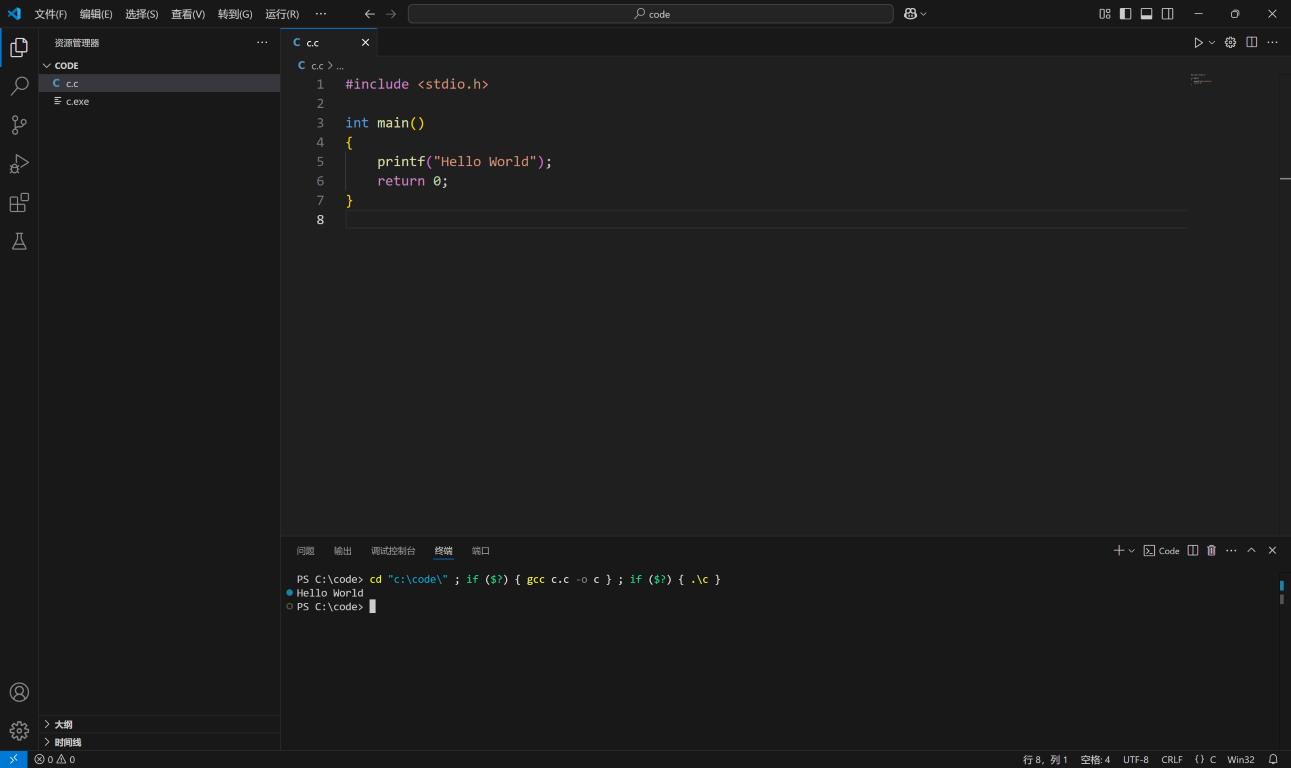 文件(F) 编辑(E) 选择(S) 查看(V) 转到(G) 运行(R) ··· code
资源管理器 ···
CODE
C c.c
c.exe
大纲
时间线
C c.c
C c.c > ...
1 #include <stdio.h>
2
3 int main()
4 {
5     printf("Hello World");
6     return 0;
7 }
8
问题 输出 调试控制台 终端 端口 Code
PS C:\code> cd "c:\code\" ; if ($?) { gcc c.c -o c } ; if ($?) { .\c }
Hello World
PS C:\code>
0 0 行 8，列 1 空格: 4 UTF-8 CRLF {} C Win32